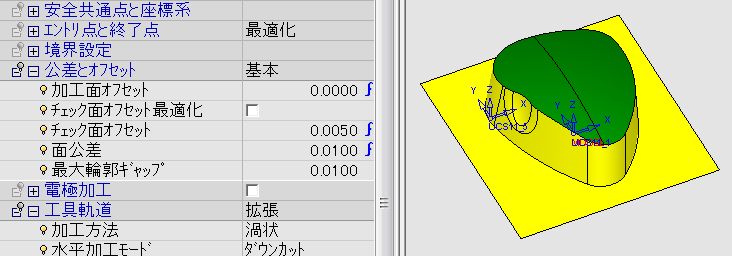 安全共通点と座標系
エントリ点と終了点 最適化
境界設定
公差とオフセット 基本
加工面オフセット 0.0000 f
チェック面オフセット最適化
チェック面オフセット 0.0050 f
面公差 0.0100 f
最大輪郭ギャップ 0.0100
電極加工
工具軌道 拡張
加工方法 渦状
水平加工モード ダウンカット
Z
Y
X
Z
Y
X